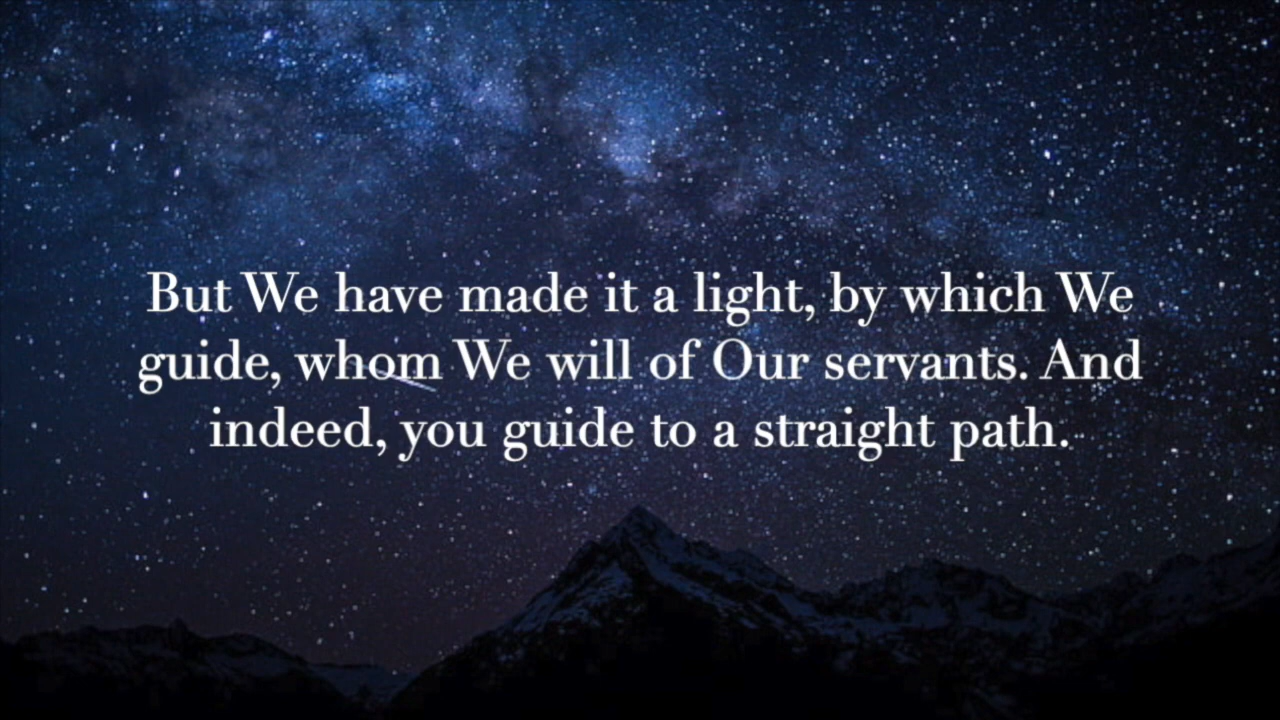 But We have made it a light, by which We
guide, whom We will of Our servants. And
indeed, you guide to a straight path.